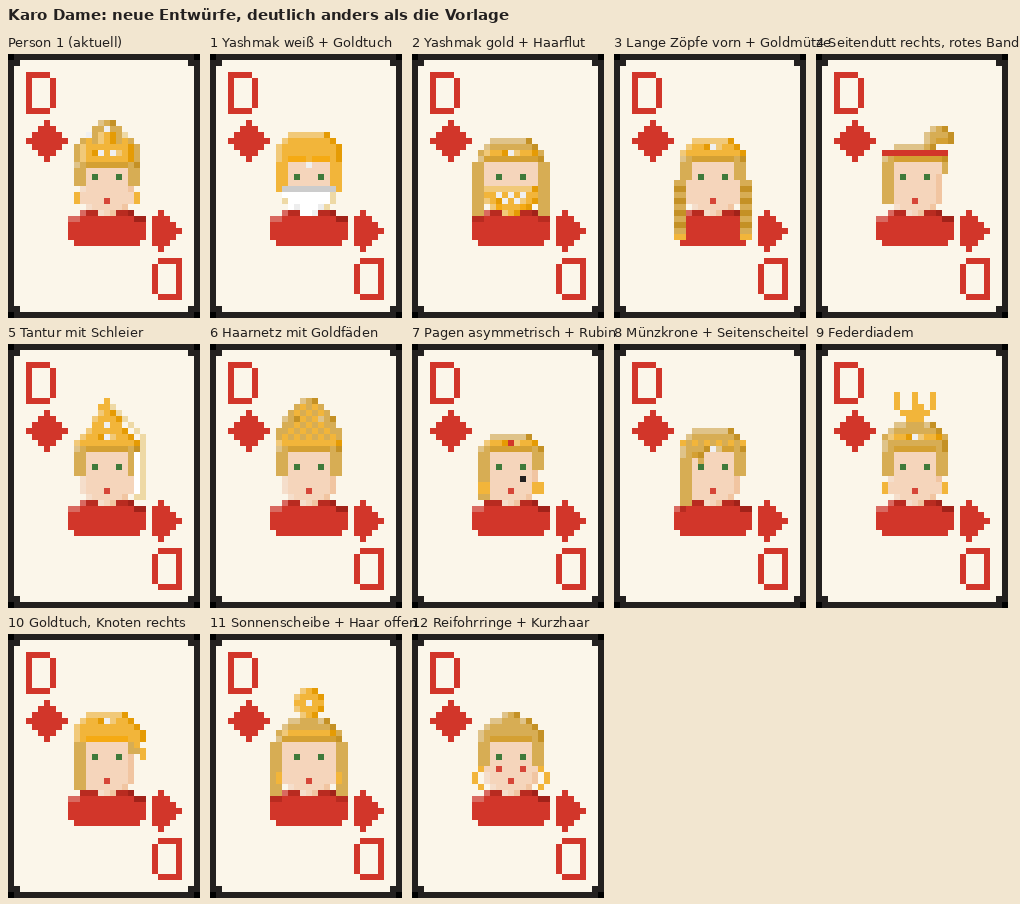 Karo Dame: neue Entwürfe, deutlich anders als die Vorlage
Person 1 (aktuell)
1 Yashmak weiß + Goldtuch
2 Yashmak gold + Haarflut
3 Lange Zöpfe vorn + Goldmütze
4 Seitendutt rechts, rotes Band
D
D
D
D
D
D
D
D
D
D
5 Tantur mit Schleier
6 Haarnetz mit Goldfäden
7 Pagen asymmetrisch + Rubin
8 Münzkrone + Seitenscheitel
9 Federdiadem
D
D
D
D
D
D
D
D
D
D
10 Goldtuch, Knoten rechts
11 Sonnenscheibe + Haar offen
12 Reifohrringe + Kurzhaar
D
D
D
D
D
D